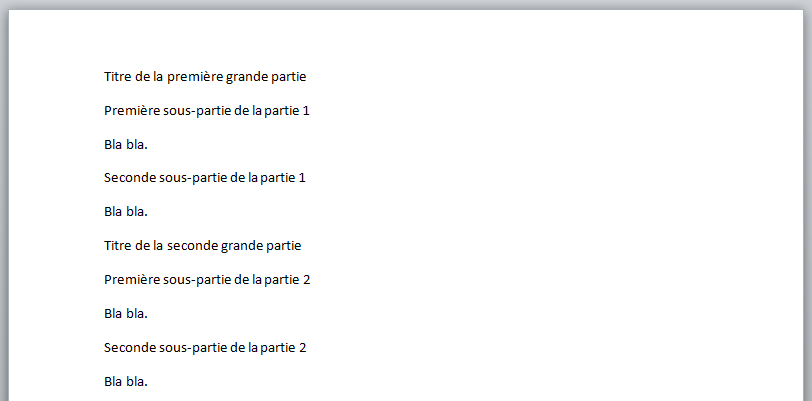 Titre de la première grande partie
Première sous-partie de la partie 1
Bla bla.
Seconde sous-partie de la partie 1
Bla bla.
Titre de la seconde grande partie
Première sous-partie de la partie 2
Bla bla.
Seconde sous-partie de la partie 2
Bla bla.